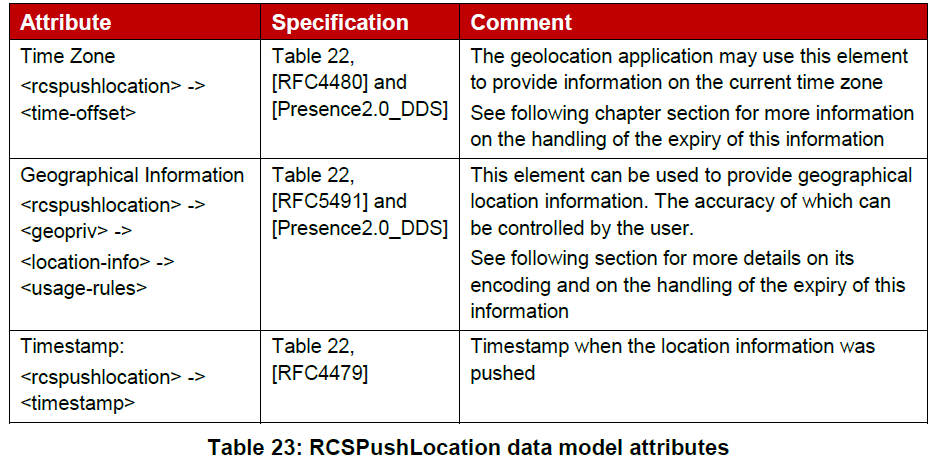 Attribute
Specification
Comment
Time Zone
<rcspushlocation> ->
<time-offset>
Table 22,
[RFC4480] and
[Presence2.0_DDS]
The geolocation application may use this element
to provide information on the current time zone
See following chapter section for more information
on the handling of the expiry of this information
Geographical Information
<rcspushlocation> ->
<geopriv> ->
<location-info> ->
<usage-rules>
Table 22,
[RFC5491] and
[Presence2.0_DDS]
This element can be used to provide geographical
location information. The accuracy of which can
be controlled by the user.
See following section for more details on its
encoding and on the handling of the expiry of this
information
Timestamp:
<rcspushlocation> ->
<timestamp>
Table 22,
[RFC4479]
Timestamp when the location information was
pushed
Table 23: RCSPushLocation data model attributes